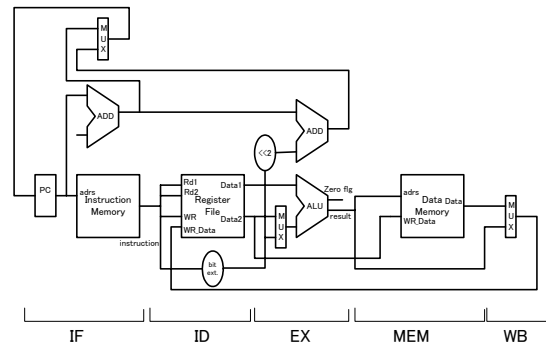 M
U
X
ADD
ADD
<<2
PC
adrs
Instruction
Memory
instruction
Rd1
Rd2
Register
File
WR
WR_Data
Data1
Data2
bit
ext.
M
U
X
ALU
Zero flg
result
adrs
Data
Memory
Data
WR_Data
M
U
X
IF
ID
EX
MEM
WB